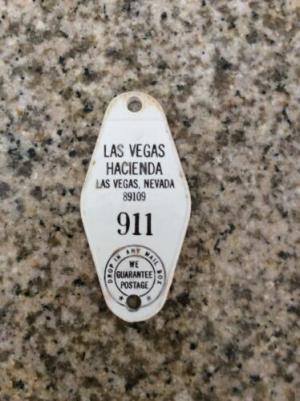 LAS VEGAS
HACIENDA
LAS VEGAS, NEVADA
89109
911
DROP IN ANY MAIL BOX
WE
GUARANTEE
POSTAGE